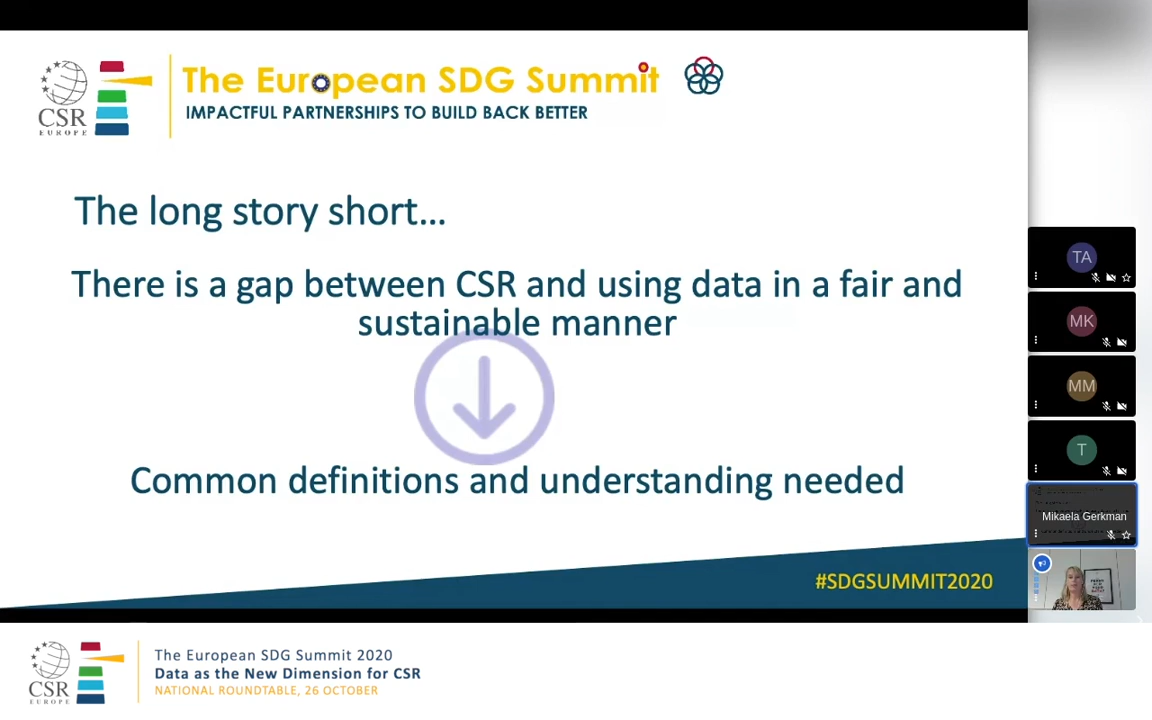 CSR
EUROPE
The European SDG Summit
IMPACTFUL PARTNERSHIPS TO BUILD BACK BETTER
The long story short...
There is a gap between CSR and using data in a fair and
sustainable manner
Common definitions and understanding needed
#SDGSUMMIT2020
TA
MK
MM
T
Mikaela Gerkman
CSR
EUROPE
The European SDG Summit 2020
Data as the New Dimension for CSR
NATIONAL ROUNDTABLE, 26 OCTOBER